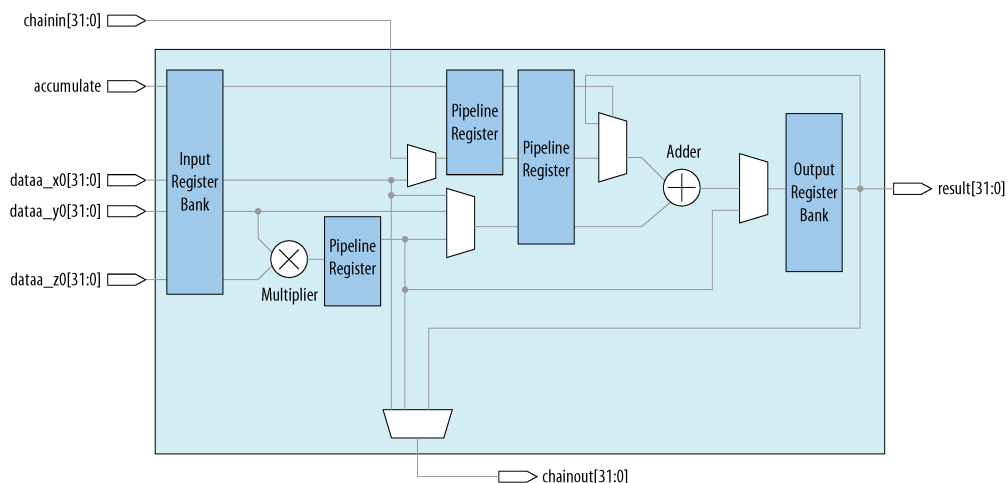 chainin[31:0]
accumulate
dataa_x0[31:0]
dataa_y0[31:0]
dataa_z0[31:0]
Input
Register
Bank
Multiplier
Pipeline
Register
Pipeline
Register
Pipeline
Register
Adder
Output
Register
Bank
result[31:0]
chainout[31:0]